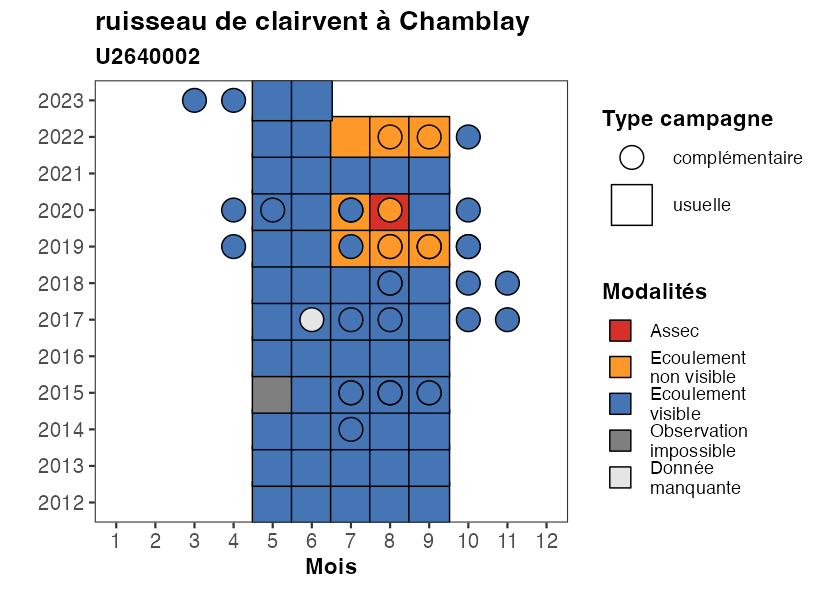 ruisseau de clairvent à Chamblay
U2640002
2023
2022
2021
2020
2019
2018
2017
2016
2015
2014
2013
2012
1 2 3 4 5 6 7 8 9 10 11 12
Mois
Type campagne
complémentaire
usuelle
Modalités
Assec
Ecoulement
non visible
Ecoulement
visible
Observation
impossible
Donnée
manquante